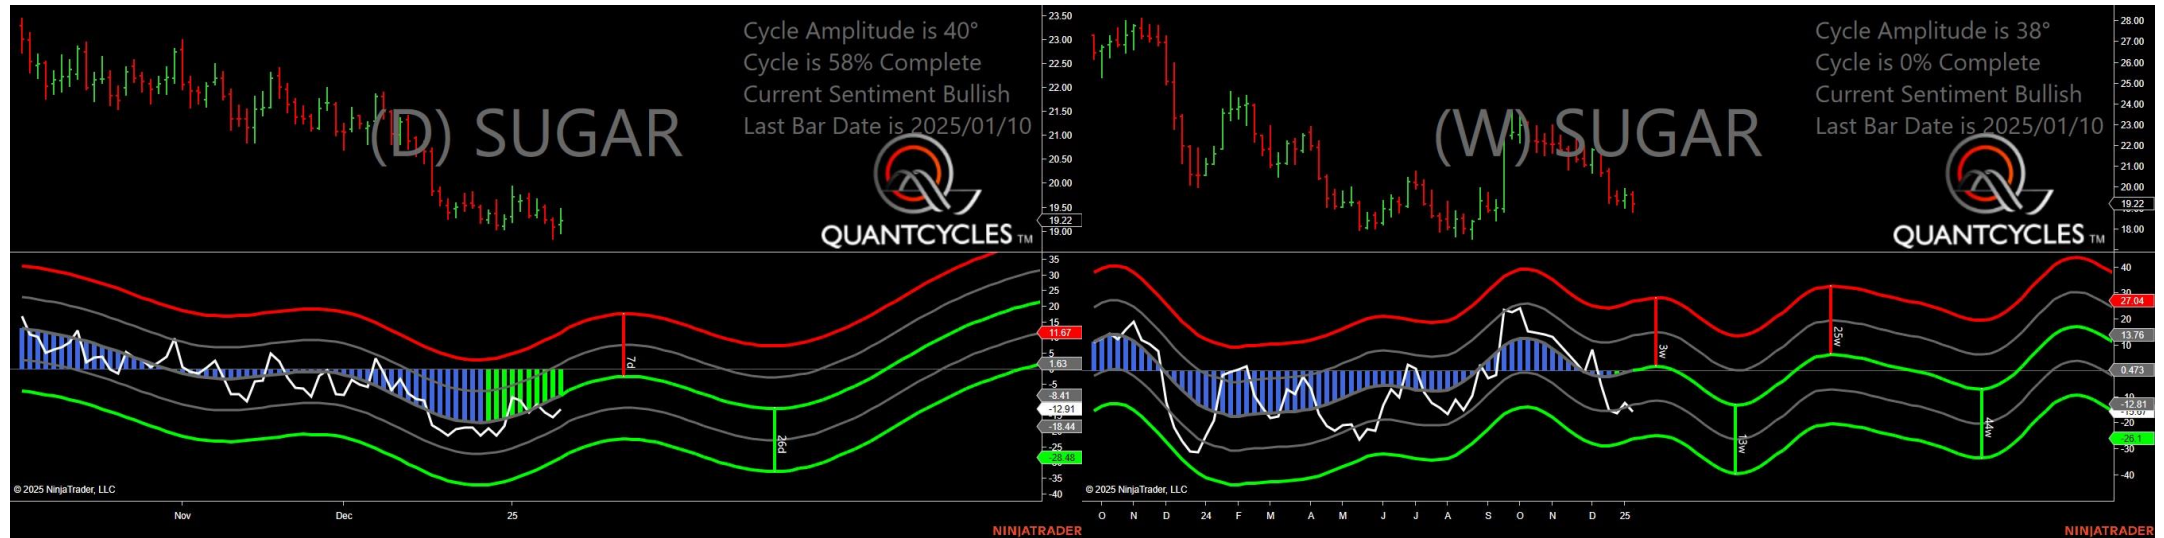 Cycle Amplitude is 40°
Cycle is 58% Complete
Current Sentiment Bullish
Last Bar Date is 2025/01/10
(D) SUGAR
QUANTCYCLES TM
23.50
23.00
22.50
22.00
21.50
21.00
20.50
20.00
19.50
19.22
19.00
35
30
25
20
15
11.67
5
1.63
-5
-8.41
-12.91
-18.44
-25
-28.48
-35
-40
7d
26d
© 2025 NinjaTrader, LLC
Nov
Dec
25
NINJATRADER
Cycle Amplitude is 38°
Cycle is 0% Complete
Current Sentiment Bullish
Last Bar Date is 2025/01/10
(W) SUGAR
QUANTCYCLES TM
28.00
27.00
26.00
25.00
24.00
23.00
22.00
21.00
20.00
19.22
18.00
40
30
27.04
20
13.76
10
0.473
-12.81
-20
-26.1
-30
-40
3w
13w
25w
44w
© 2025 NinjaTrader, LLC
O N D 24 F M A M J J A S O N D 25
NINJATRADER